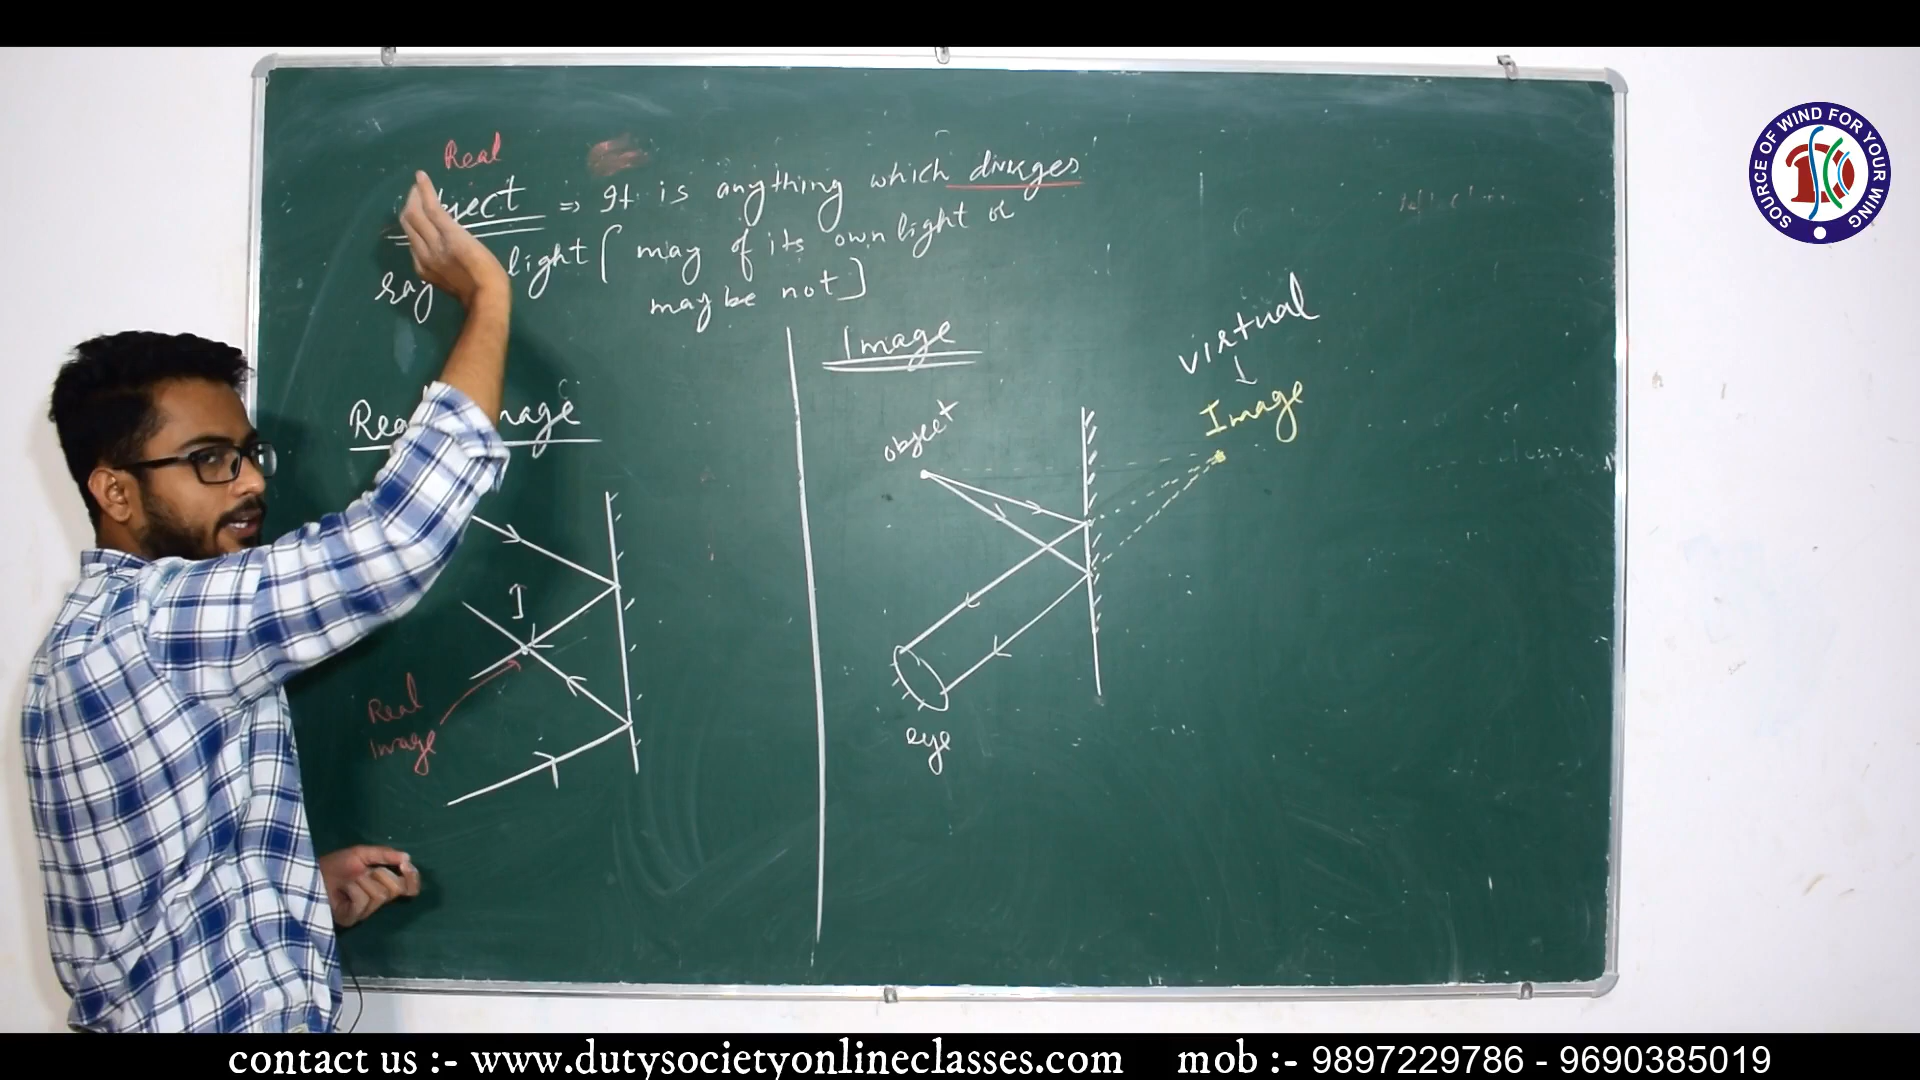 Real
⇒ It is anything which diverges
light [ may of its own light or
may be not ]
Image
virtual
Image
object
I
Real
Image
eye
SOURCE OF WIND FOR YOUR WING
contact us :- www.dutysocietyonlineclasses.com mob :- 9897229786 - 9690385019